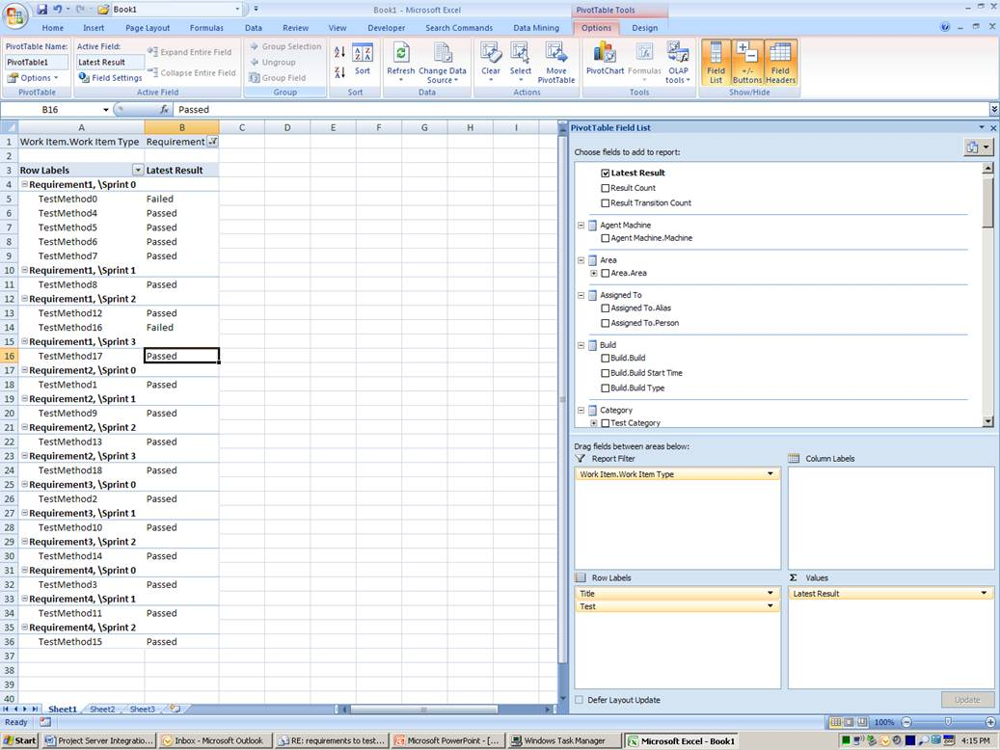 Book1
Book1 - Microsoft Excel
PivotTable Tools
Home Insert Page Layout Formulas Data Review View Developer Search Commands Data Mining Options Design
PivotTable Name:
PivotTable1
Options
PivotTable
Active Field:
Latest Result
Field Settings
Expand Entire Field
Collapse Entire Field
Active Field
Group Selection
Ungroup
Group Field
Group
Sort
Sort
Refresh
Change Data Source
Data
Clear
Select
Move PivotTable
Actions
PivotChart
Formulas
OLAP tools
Tools
Field List
+/- Buttons
Field Headers
Show/Hide
B16 fx Passed
A B C D E F G H I
1 Work Item.Work Item Type Requirement
2
3 Row Labels Latest Result
4 Requirement1, \Sprint 0
5 TestMethod0 Failed
6 TestMethod4 Passed
7 TestMethod5 Passed
8 TestMethod6 Passed
9 TestMethod7 Passed
10 Requirement1, \Sprint 1
11 TestMethod8 Passed
12 Requirement1, \Sprint 2
13 TestMethod12 Passed
14 TestMethod16 Failed
15 Requirement1, \Sprint 3
16 TestMethod17 Passed
17 Requirement2, \Sprint 0
18 TestMethod1 Passed
19 Requirement2, \Sprint 1
20 TestMethod9 Passed
21 Requirement2, \Sprint 2
22 TestMethod13 Passed
23 Requirement2, \Sprint 3
24 TestMethod18 Passed
25 Requirement3, \Sprint 0
26 TestMethod2 Passed
27 Requirement3, \Sprint 1
28 TestMethod10 Passed
29 Requirement3, \Sprint 2
30 TestMethod14 Passed
31 Requirement4, \Sprint 0
32 TestMethod3 Passed
33 Requirement4, \Sprint 1
34 TestMethod11 Passed
35 Requirement4, \Sprint 2
36 TestMethod15 Passed
37
38
39
40
PivotTable Field List
Choose fields to add to report:
Latest Result
Result Count
Result Transition Count
Agent Machine
Agent Machine.Machine
Area
Area.Area
Assigned To
Assigned To.Alias
Assigned To.Person
Build
Build.Build
Build.Build Start Time
Build.Build Type
Category
Test Category
Drag fields between areas below:
Report Filter
Work Item.Work Item Type
Column Labels
Row Labels
Title
Test
Σ Values
Latest Result
Defer Layout Update
Update
Sheet1 Sheet2 Sheet3
Ready
100%
Start
Project Server Integratio...
Inbox - Microsoft Outlook
RE: requirements to test...
Microsoft PowerPoint - [...
Windows Task Manager
Microsoft Excel - Book1
4:15 PM